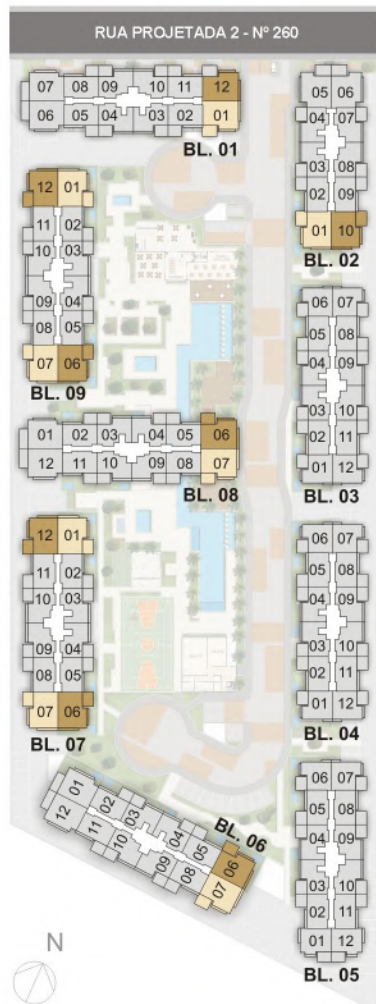 RUA PROJETADA 2 - Nº 260
07 08 09 10 11 12
06 05 04 03 02 01
BL. 01
05 06
04 07
03 08
02 09
01 10
BL. 02
12 01
11 02
10 03
09 04
08 05
07 06
BL. 09
06 07
05 08
04 09
03 10
02 11
01 12
BL. 03
01 02 03 04 05 06
12 11 10 09 08 07
BL. 08
12 01
11 02
10 03
09 04
08 05
07 06
BL. 07
06 07
05 08
04 09
03 10
02 11
01 12
BL. 04
01 02 03 04 05 06
12 11 10 09 08 07
BL. 06
06 07
05 08
04 09
03 10
02 11
01 12
BL. 05
N